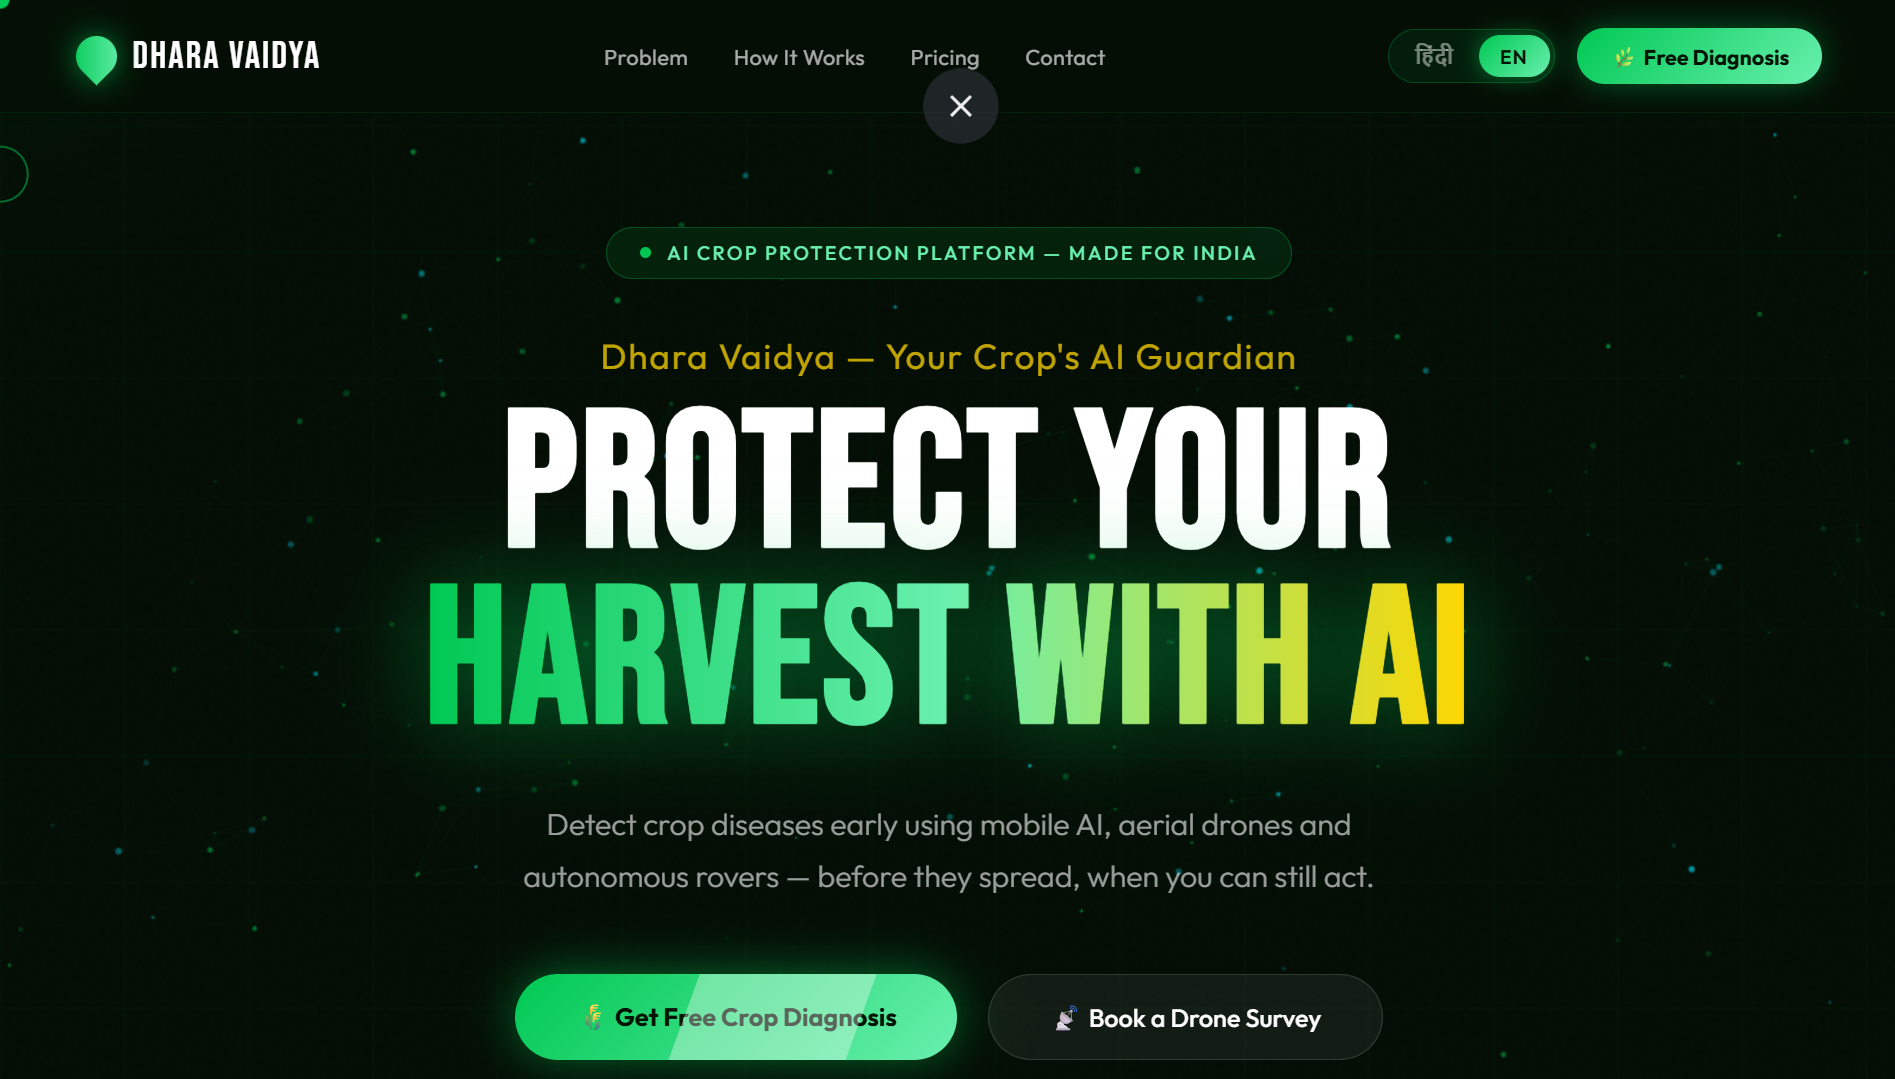 DHARA VAIDYA
Problem
How It Works
Pricing
Contact
हिंदी
EN
Free Diagnosis
AI CROP PROTECTION PLATFORM — MADE FOR INDIA
Dhara Vaidya — Your Crop's AI Guardian
PROTECT YOUR
HARVEST WITH AI
Detect crop diseases early using mobile AI, aerial drones and
autonomous rovers — before they spread, when you can still act.
Get Free Crop Diagnosis
Book a Drone Survey